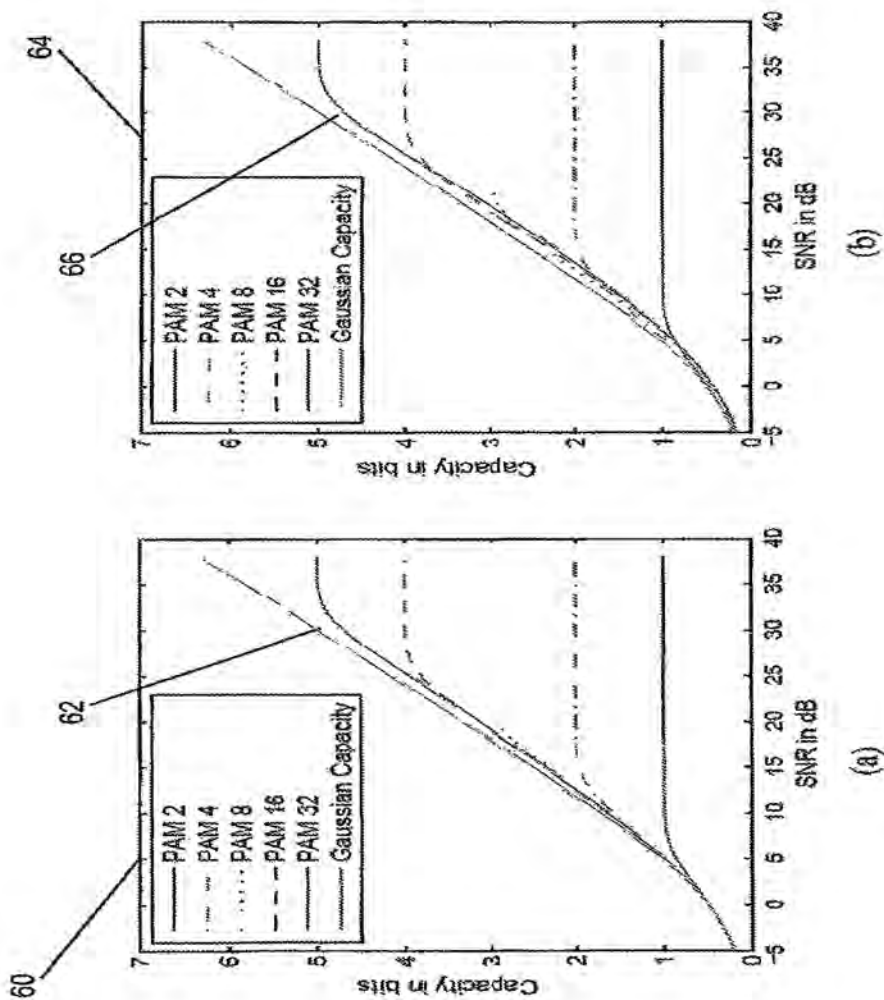 60
62
7
6
5
4
3
2
1
0
Capacity in bits
PAM 2
PAM 4
PAM 8
PAM 16
PAM 32
Gaussian Capacity
-5
0
5
10
15
20
25
30
35
40
SNR in dB
(a)
64
66
7
6
5
4
3
2
1
0
Capacity in bits
PAM 2
PAM 4
PAM 8
PAM 16
PAM 32
Gaussian Capacity
-5
0
5
10
15
20
25
30
35
40
SNR in dB
(b)